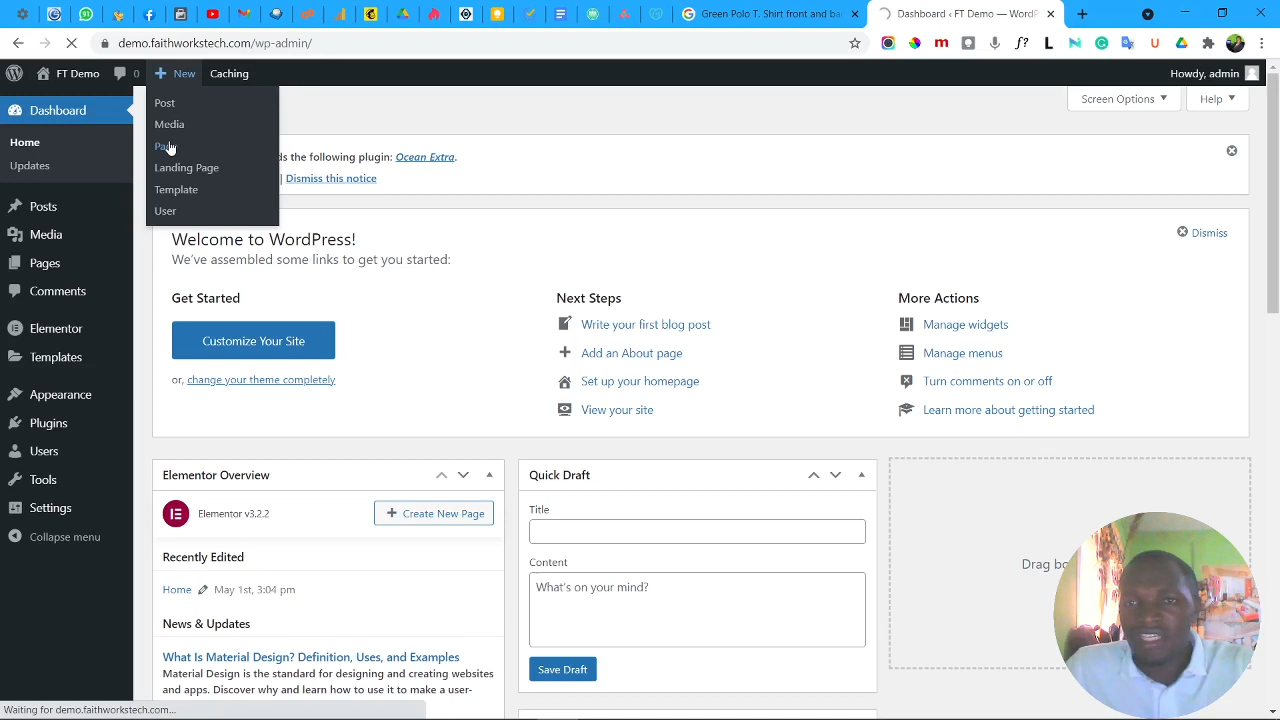 Green Polo T. Shirt front and ba
Dashboard ‹ FT Demo — WordP
demo.faithworkstech.com/wp-admin/
FT Demo
0
New
Caching
Howdy, admin
Dashboard
Home
Updates
Posts
Media
Pages
Comments
Elementor
Templates
Appearance
Plugins
Users
Tools
Settings
Collapse menu
Post
Media
Landing Page
Template
User
Screen Options
Help
ds the following plugin: Ocean Extra.
| Dismiss this notice
Welcome to WordPress!
We've assembled some links to get you started:
Dismiss
Get Started
Customize Your Site
or, change your theme completely
Next Steps
Write your first blog post
Add an About page
Set up your homepage
View your site
More Actions
Manage widgets
Manage menus
Turn comments on or off
Learn more about getting started
Elementor Overview
Elementor v3.2.2
Create New Page
Recently Edited
Home May 1st, 3:04 pm
News & Updates
What Is Material Design? Definition, Uses, and Examples
Material Design is the standard for designing and creating websites
and apps. Discover why and learn how to use it to make a user-
Quick Draft
Title
Content
What's on your mind?
Save Draft
Drag bo
Waiting for demo.faithworkstech.com...